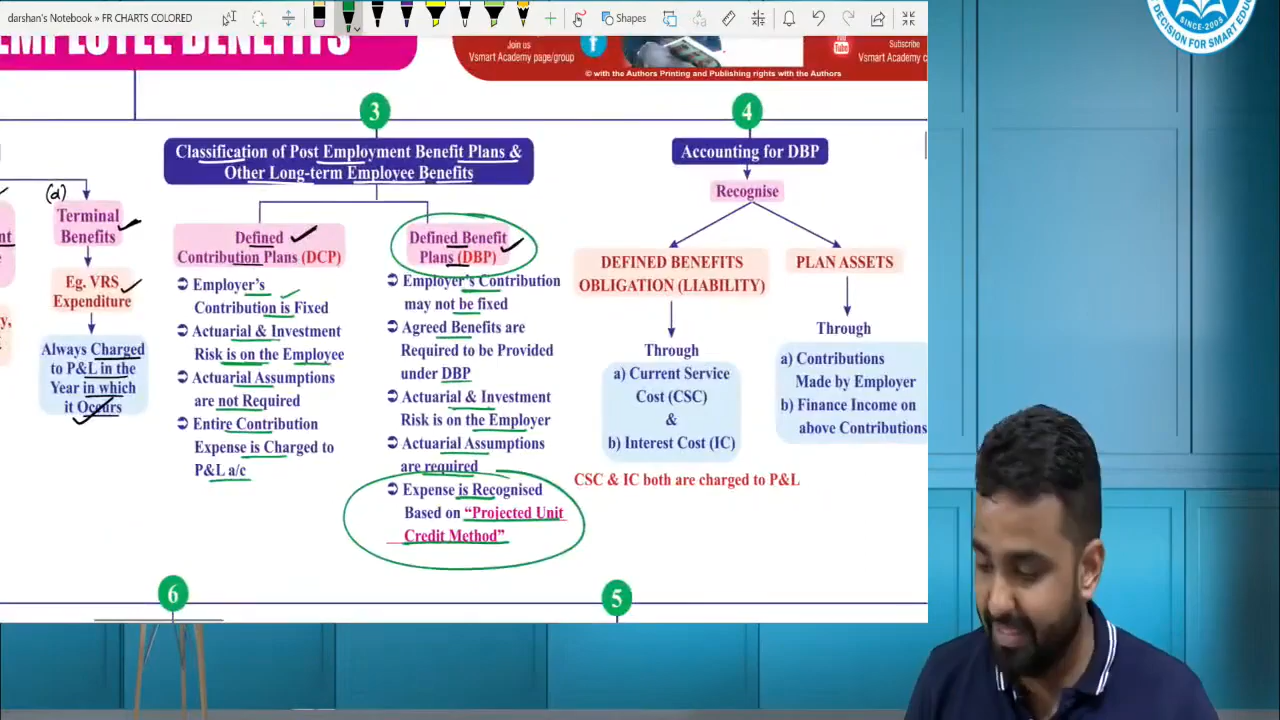 darshan's Notebook » FR CHARTS COLORED
Shapes
EMPLOYEE BENEFITS
Join us
Vsmart Academy page/group
f
You
Tube
Subscribe
Vsmart Academy c
© with the Authors Printing and Publishing rights with the Authors
SINCE-2005
DECISION FOR SMART EDUC
3
4
Classification of Post Employment Benefit Plans &
Other Long-term Employee Benefits
Accounting for DBP
Recognise
(d)
Terminal
Benefits
Eg. VRS
Expenditure
Always Charged
to P&L in the
Year in which
it Occurs
Defined
Contribution Plans (DCP)
➲ Employer's
Contribution is Fixed
➲ Actuarial & Investment
Risk is on the Employee
➲ Actuarial Assumptions
are not Required
➲ Entire Contribution
Expense is Charged to
P&L a/c
Defined Benefit
Plans (DBP)
➲ Employer's Contribution
may not be fixed
➲ Agreed Benefits are
Required to be Provided
under DBP
➲ Actuarial & Investment
Risk is on the Employer
➲ Actuarial Assumptions
are required
➲ Expense is Recognised
Based on “Projected Unit
Credit Method”
DEFINED BENEFITS
OBLIGATION (LIABILITY)
Through
a) Current Service
Cost (CSC)
&
b) Interest Cost (IC)
CSC & IC both are charged to P&L
PLAN ASSETS
Through
a) Contributions
Made by Employer
b) Finance Income on
above Contributions
6
5